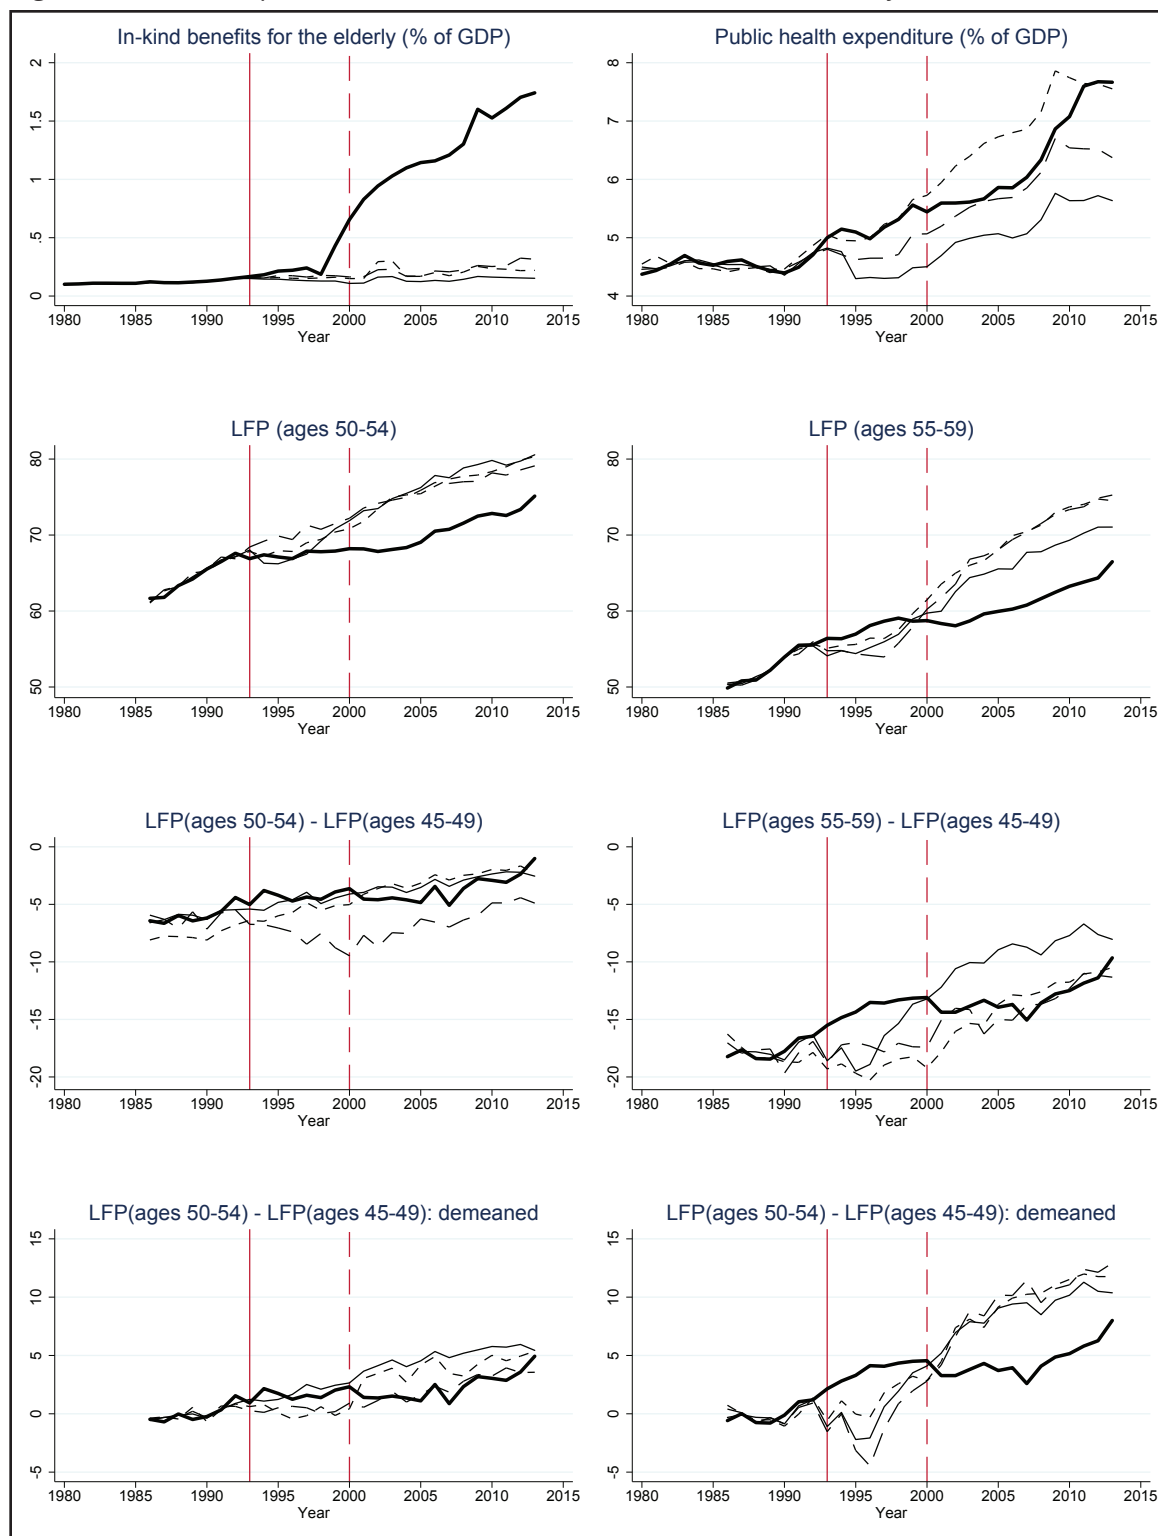 In-kind benefits for the elderly (% of GDP)
2
1.5
1
.5
0
1980 1985 1990 1995 2000 2005 2010 2015
Year
Public health expenditure (% of GDP)
8
7
6
5
4
1980 1985 1990 1995 2000 2005 2010 2015
Year
LFP (ages 50-54)
80
70
60
50
1980 1985 1990 1995 2000 2005 2010 2015
Year
LFP (ages 55-59)
80
70
60
50
1980 1985 1990 1995 2000 2005 2010 2015
Year
LFP(ages 50-54) - LFP(ages 45-49)
0
-5
-10
-15
-20
1980 1985 1990 1995 2000 2005 2010 2015
Year
LFP(ages 55-59) - LFP(ages 45-49)
0
-5
-10
-15
-20
1980 1985 1990 1995 2000 2005 2010 2015
Year
LFP(ages 50-54) - LFP(ages 45-49): demeaned
15
10
5
0
-5
1980 1985 1990 1995 2000 2005 2010 2015
Year
LFP(ages 50-54) - LFP(ages 45-49): demeaned
15
10
5
0
-5
1980 1985 1990 1995 2000 2005 2010 2015
Year